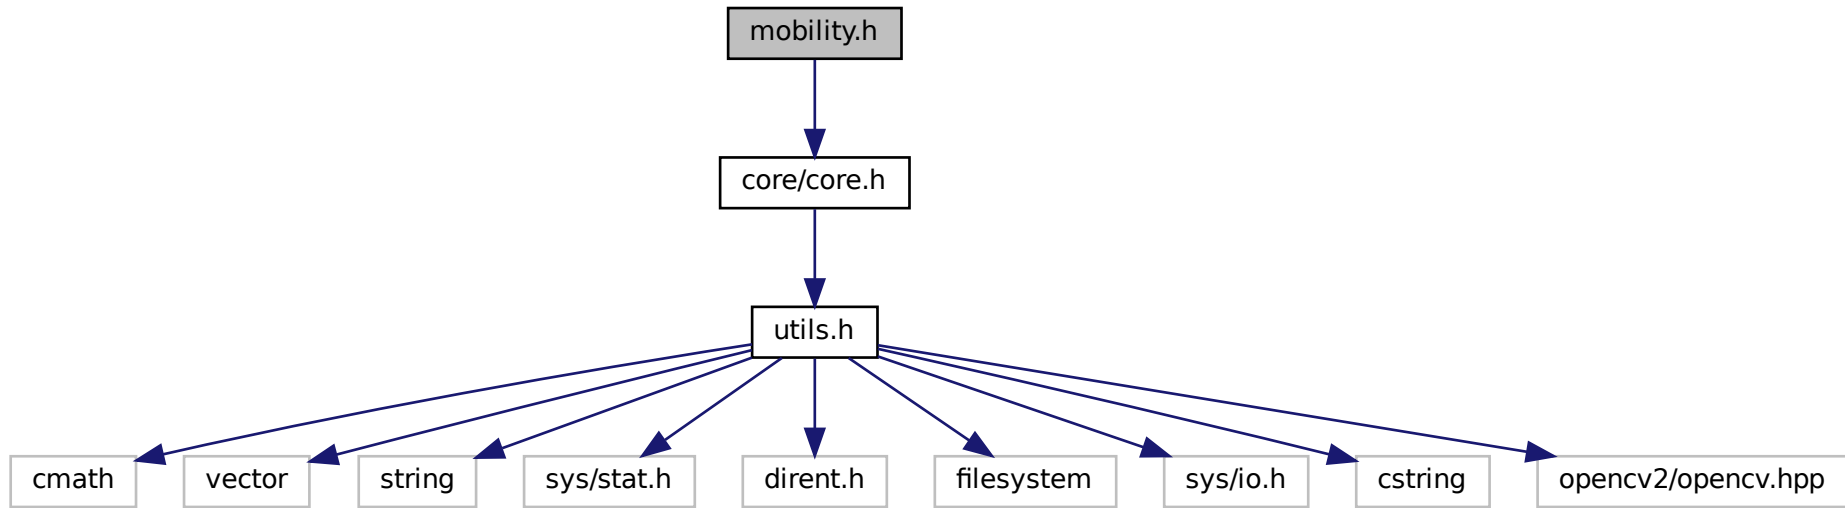 mobility.h
core/core.h
utils.h
cmath
vector
string
sys/stat.h
dirent.h
filesystem
sys/io.h
cstring
opencv2/opencv.hpp